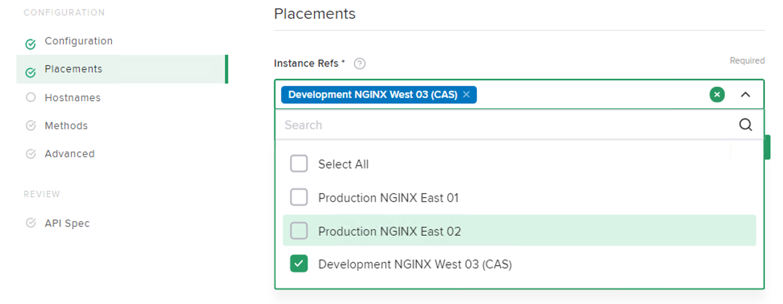 CONFIGURATION
Configuration
Placements
Hostnames
Methods
Advanced
REVIEW
API Spec
Placements
Instance Refs * ?
Required
Development NGINX West 03 (CAS) ×
Search
Select All
Production NGINX East 01
Production NGINX East 02
Development NGINX West 03 (CAS)